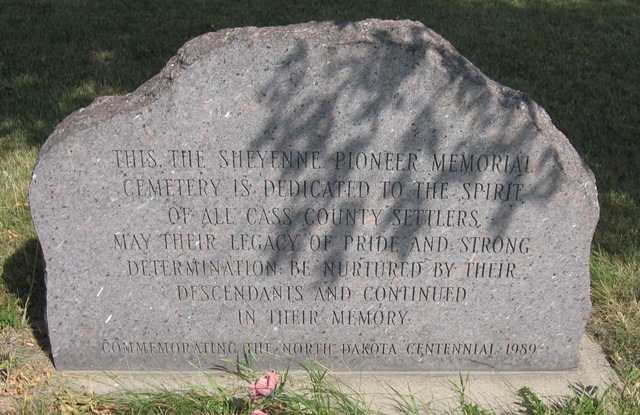 THIS, THE SHEYENNE PIONEER MEMORIAL
CEMETERY IS DEDICATED TO THE SPIRIT
OF ALL CASS COUNTY SETTLERS.
MAY THEIR LEGACY OF PRIDE AND STRONG
DETERMINATION BE NURTURED BY THEIR
DESCENDANTS AND CONTINUED
IN THEIR MEMORY.
COMMEMORATING THE NORTH DAKOTA CENTENNIAL 1989